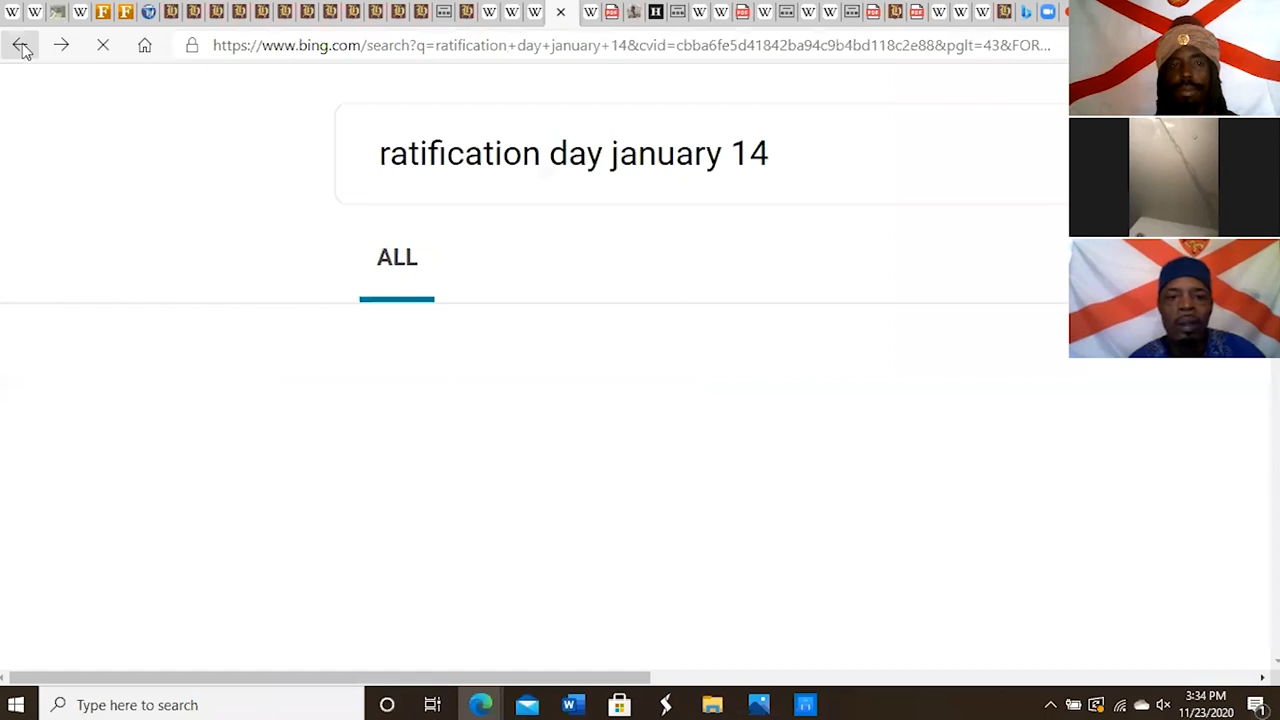 https://www.bing.com/search?q=ratification+day+january+14&cvid=cbba6fe5d41842ba94c9b4bd118c2e88&pglt=43&FOR...
ratification day january 14
ALL
Type here to search
3:34 PM
11/23/2020